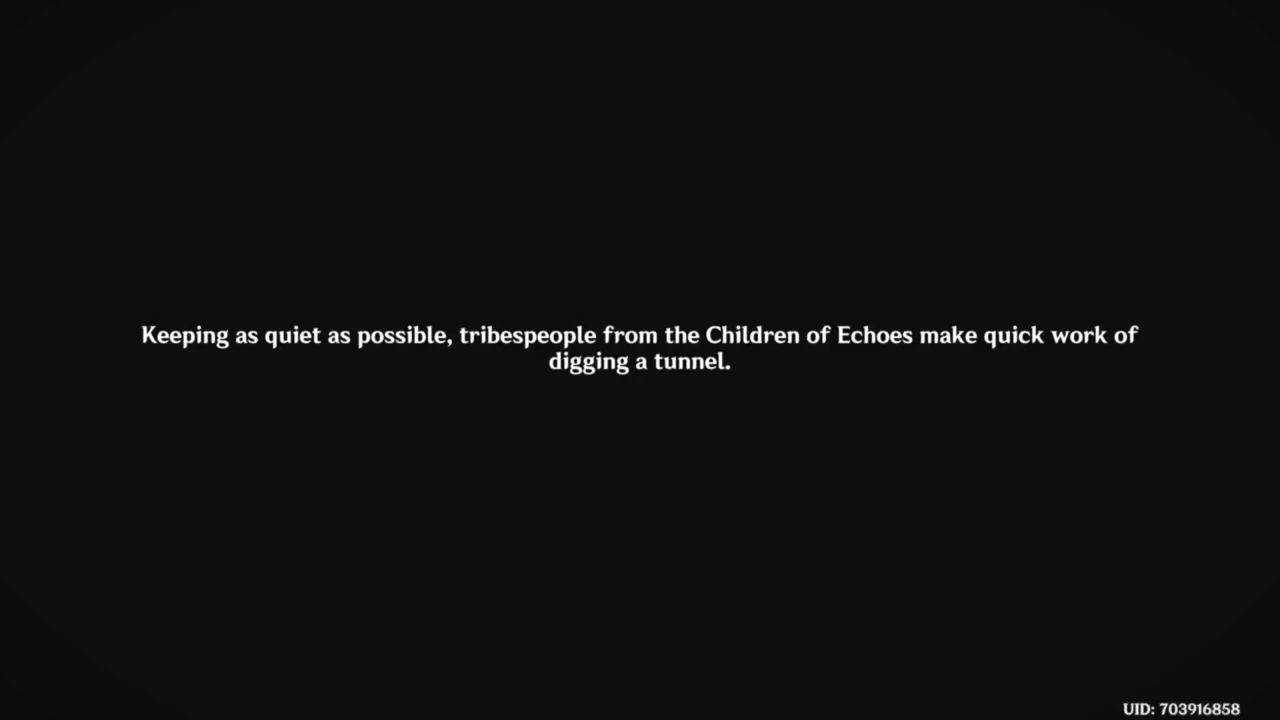 Keeping as quiet as possible, tribespeople from the Children of Echoes make quick work of
digging a tunnel.
UID: 703916858